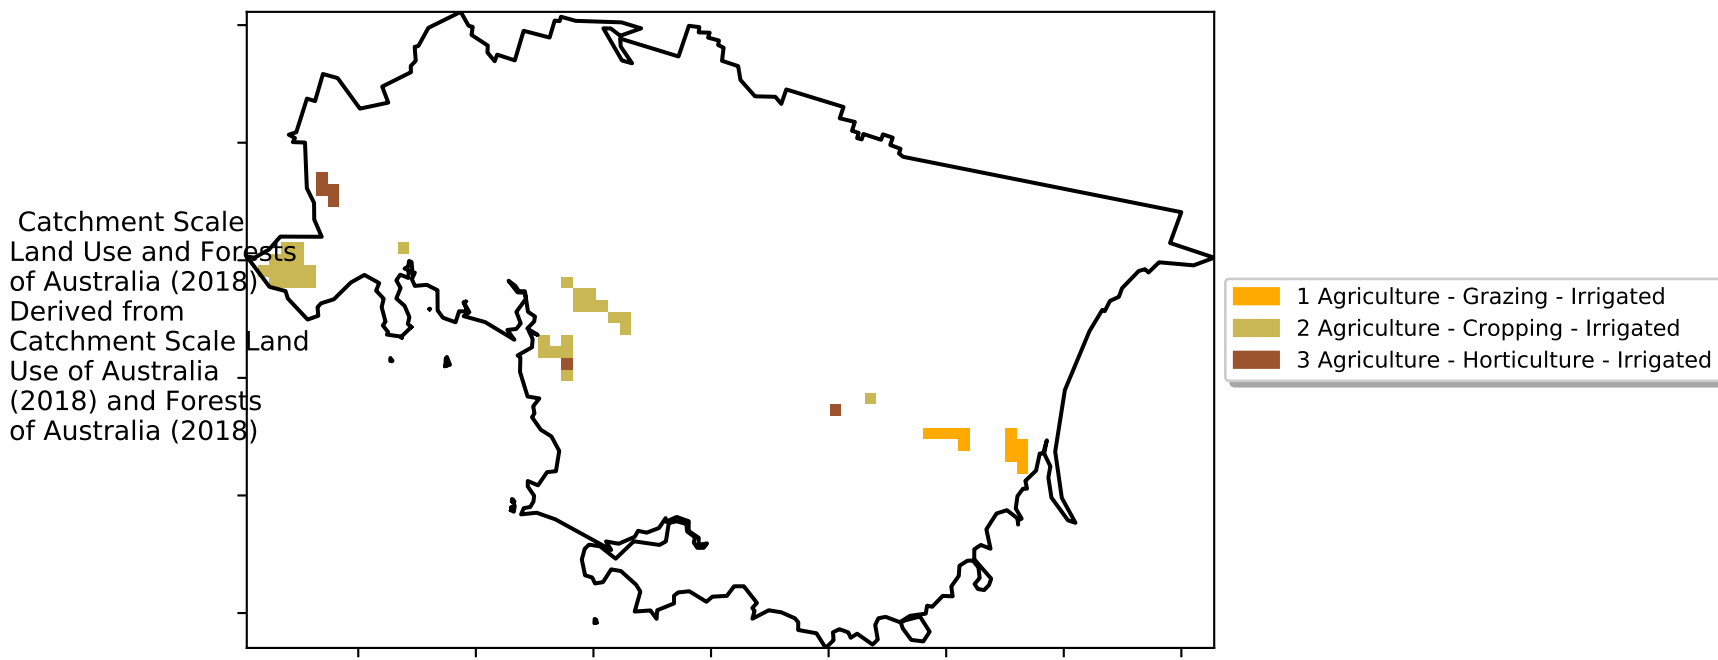 Catchment Scale
Land Use and Forests
of Australia (2018)
Derived from
Catchment Scale Land
Use of Australia
(2018) and Forests
of Australia (2018)
1 Agriculture - Grazing - Irrigated
2 Agriculture - Cropping - Irrigated
3 Agriculture - Horticulture - Irrigated